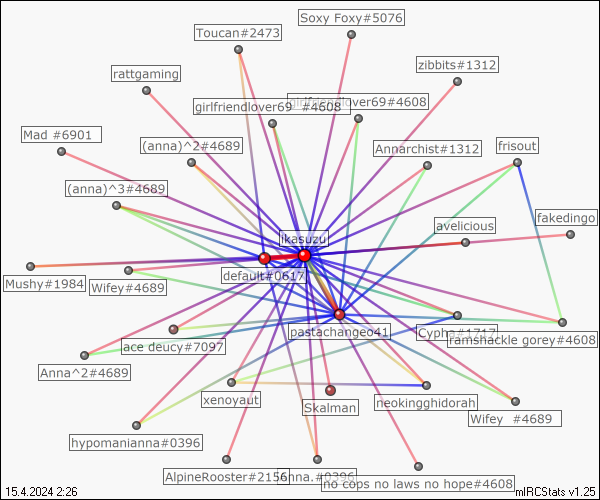 Soxy Foxy#5076
Toucan#2473
zibbits#1312
rattgaming
girlfriendlover69 #4608
girlfriendlover69#4608
Mad #6901
(anna)^2#4689
Annarchist#1312
frisout
(anna)^3#4689
fakedingo
avelicious
ikasuzu
default#0617
Mushy#1984
Wifey#4689
pastachangeo41
Cypha#1717
ramshackle gorey#4608
ace deucy#7097
Anna^2#4689
xenoyaut
Skalman
neokingghidorah
Wifey #4689
hypomanianna#0396
AlpineRooster#2156
anna.#0396
no cops no laws no hope#4608
15.4.2024 2:26
mIRCStats v1.25